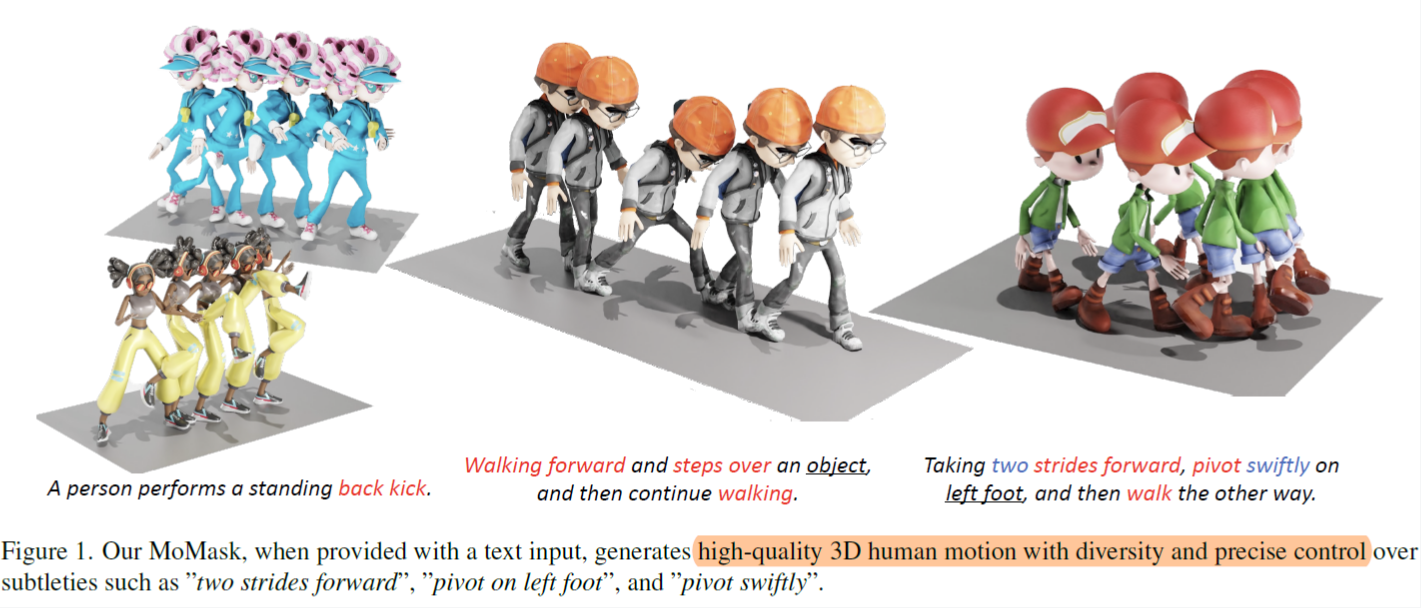 A person performs a standing back kick.
Walking forward and steps over an object,
and then continue walking.
Taking two strides forward, pivot swiftly on
left foot, and then walk the other way.
Figure 1. Our MoMask, when provided with a text input, generates high-quality 3D human motion with diversity and precise control over
subtleties such as ”two strides forward”, ”pivot on left foot”, and ”pivot swiftly”.